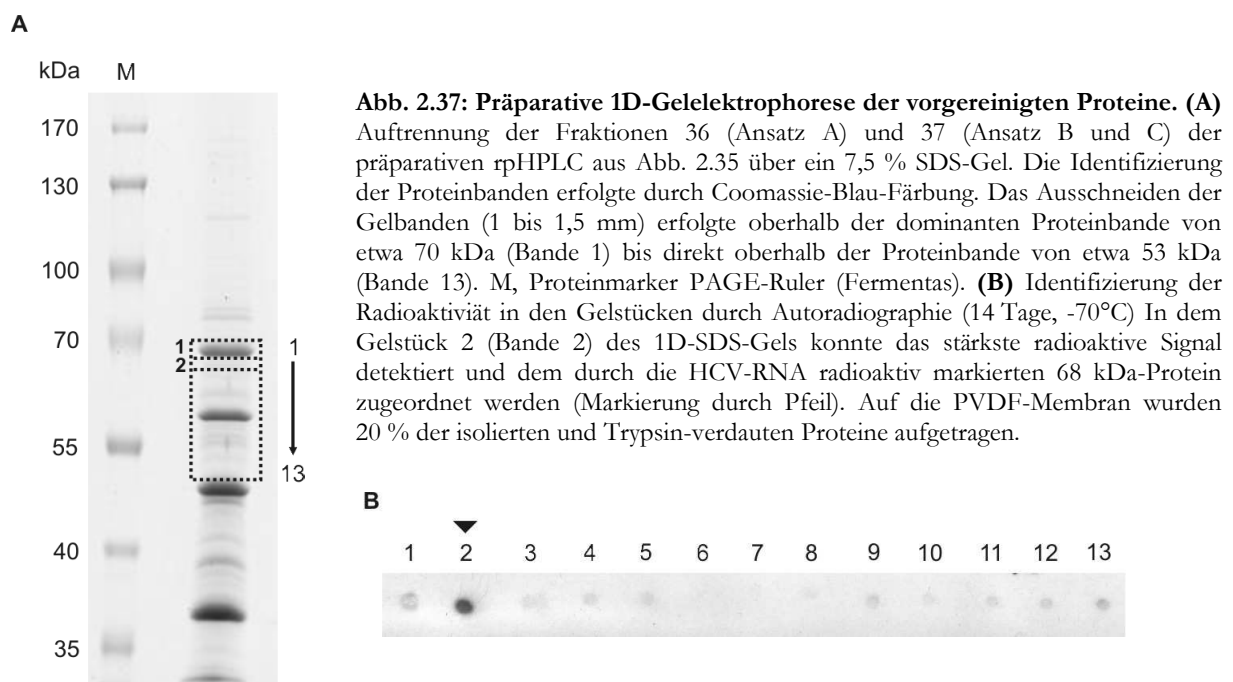 A
kDa M
170
130
100
70
55
40
35
1
2
1
13
Abb. 2.37: Präparative 1D-Gelelektrophorese der vorgereinigten Proteine. (A)
Auftrennung der Fraktionen 36 (Ansatz A) und 37 (Ansatz B und C) der
präparativen rpHPLC aus Abb. 2.35 über ein 7,5 % SDS-Gel. Die Identifizierung
der Proteinbanden erfolgte durch Coomassie-Blau-Färbung. Das Ausschneiden der
Gelbanden (1 bis 1,5 mm) erfolgte oberhalb der dominanten Proteinbande von
etwa 70 kDa (Bande 1) bis direkt oberhalb der Proteinbande von etwa 53 kDa
(Bande 13). M, Proteinmarker PAGE-Ruler (Fermentas). (B) Identifizierung der
Radioaktiviät in den Gelstücken durch Autoradiographie (14 Tage, -70°C) In dem
Gelstück 2 (Bande 2) des 1D-SDS-Gels konnte das stärkste radioaktive Signal
detektiert und dem durch die HCV-RNA radioaktiv markierten 68 kDa-Protein
zugeordnet werden (Markierung durch Pfeil). Auf die PVDF-Membran wurden
20 % der isolierten und Trypsin-verdauten Proteine aufgetragen.
B
1 2 3 4 5 6 7 8 9 10 11 12 13